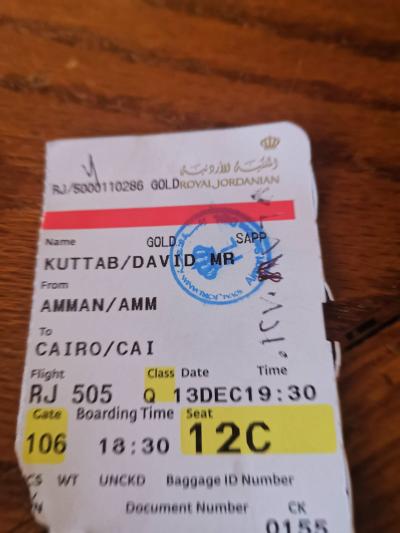 الملكية الأردنية
RJ/S000110286 GOLD ROYAL JORDANIAN
Name GOLD SAPP
KUTTAB/DAVID MR
From
AMMAN/AMM
To
CAIRO/CAI
Flight Class Date Time
RJ 505 Q 13DEC 19:30
Gate Boarding Time Seat
106 18:30 12C
CS WT UNCKD Baggage ID Number
Document Number CK
0155